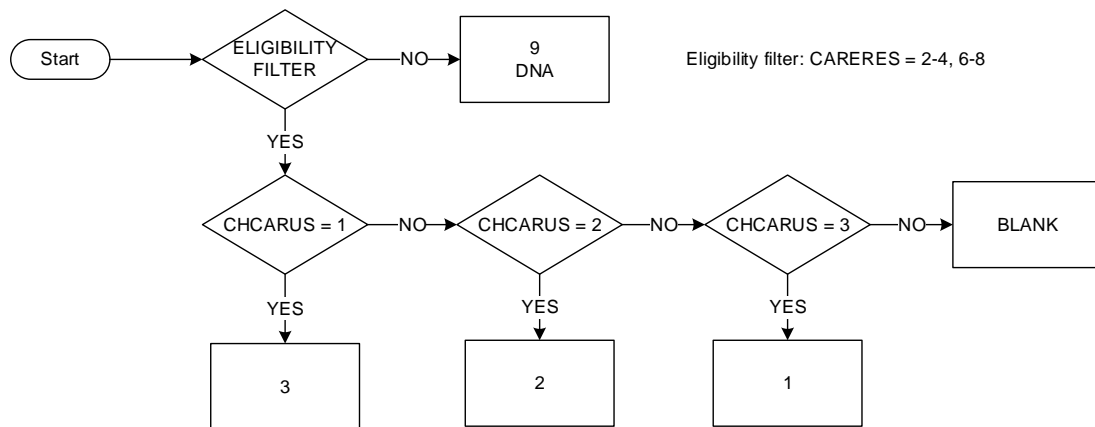 Start
ELIGIBILITY
FILTER
NO
9
DNA
Eligibility filter: CARERES = 2-4, 6-8
YES
CHCARUS = 1
NO
CHCARUS = 2
NO
CHCARUS = 3
NO
BLANK
YES
YES
YES
3
2
1